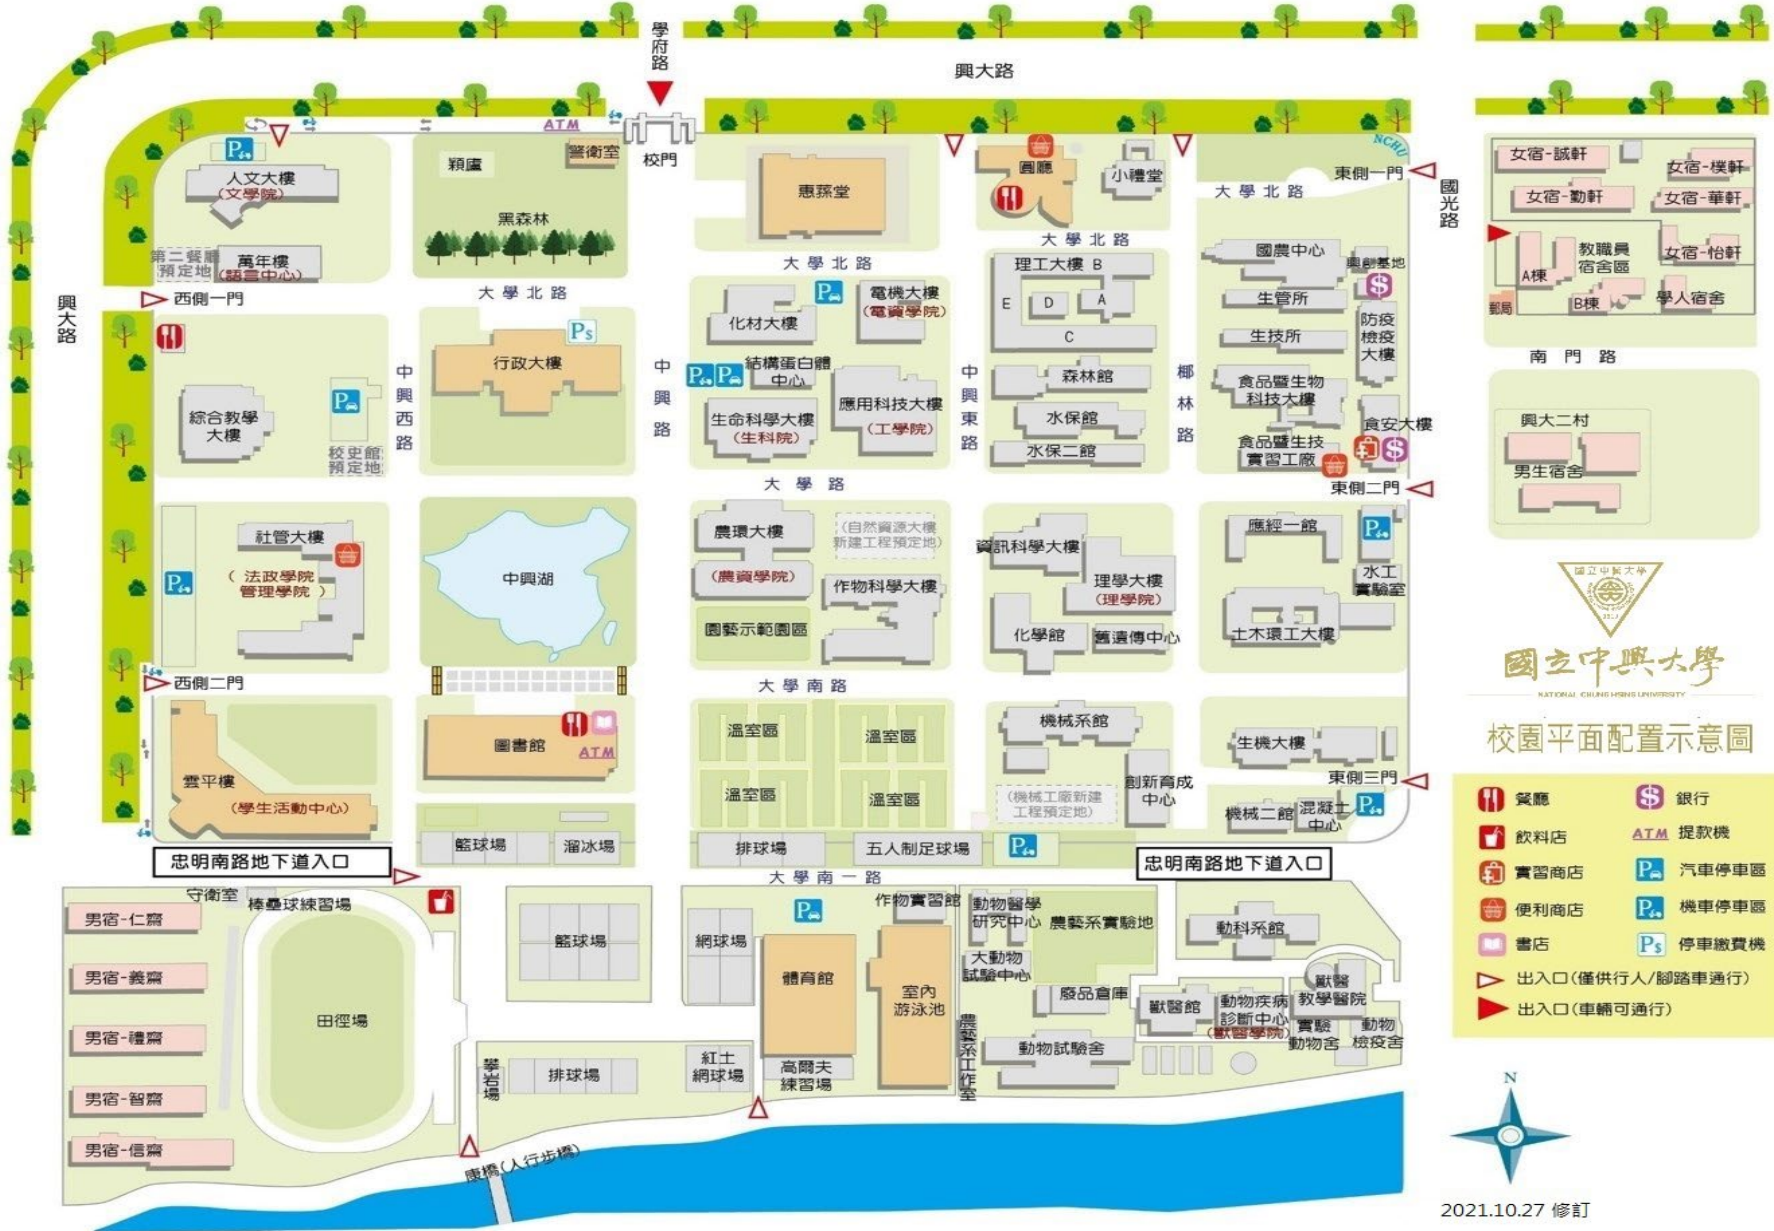 學府路
興大路
ATM
校門
警衛室
穎廬
黑森林
人文大樓
(文學院)
第二餐廳
預定地
萬年樓
(語言中心)
西側一門
興大路
惠蓀堂
圓廳
小禮堂
NCHU
東側一門
國光路
大學北路
大學北路
大學北路
大學北路
女宿-誠軒
女宿-樸軒
女宿-勤軒
女宿-華軒
女宿-怡軒
教職員
宿舍區
A棟
B棟
學人宿舍
郵局
南門路
興大二村
男生宿舍
行政大樓
Ps
中興西路
中興路
中興東路
椰林路
綜合教學
大樓
校史館
預定地
化材大樓
電機大樓
(電資學院)
結構蛋白體
中心
生命科學大樓
(生科院)
應用科技大樓
(工學院)
理工大樓 B
E
D
A
C
森林館
水保館
水保二館
國農中心
興創基地
生管所
生技所
防疫
檢疫
大樓
食品暨生物
科技大樓
食安大樓
食品暨生技
實習工廠
東側二門
大學路
社管大樓
(法政學院
管理學院)
中興湖
農環大樓
(農資學院)
(自然資源大樓
新建工程預定地)
作物科學大樓
園藝示範園區
資訊科學大樓
理學大樓
(理學院)
化學館
舊遺傳中心
應經一館
水工
實驗室
土木環工大樓
西側二門
大學南路
雲平樓
(學生活動中心)
圖書館
ATM
溫室區
溫室區
溫室區
溫室區
機械系館
(機械工廠新建
工程預定地)
創新育成
中心
生機大樓
東側三門
機械二館
混凝土
中心
籃球場
溜冰場
排球場
五人制足球場
忠明南路地下道入口
忠明南路地下道入口
大學南一路
守衛室
棒壘球練習場
男宿-仁齋
男宿-義齋
男宿-禮齋
男宿-智齋
男宿-信齋
田徑場
籃球場
網球場
攀岩場
排球場
紅土
網球場
體育館
高爾夫
練習場
作物實習館
室內
游泳池
動物醫學
研究中心
農藝系實驗地
大動物
試驗中心
廢品倉庫
農藝系工作室
動物試驗舍
動科系館
獸醫館
動物疾病
診斷中心
(獸醫學院)
獸醫
教學醫院
實驗
動物舍
動物
檢疫舍
康橋(人行步橋)
國立中興大學
國立中興大學
NATIONAL CHUNG HSING UNIVERSITY
校園平面配置示意圖
餐廳
銀行
飲料店
ATM 提款機
實習商店
汽車停車區
便利商店
機車停車區
書店
Ps 停車繳費機
出入口(僅供行人/腳踏車通行)
出入口(車輛可通行)
N
2021.10.27 修訂